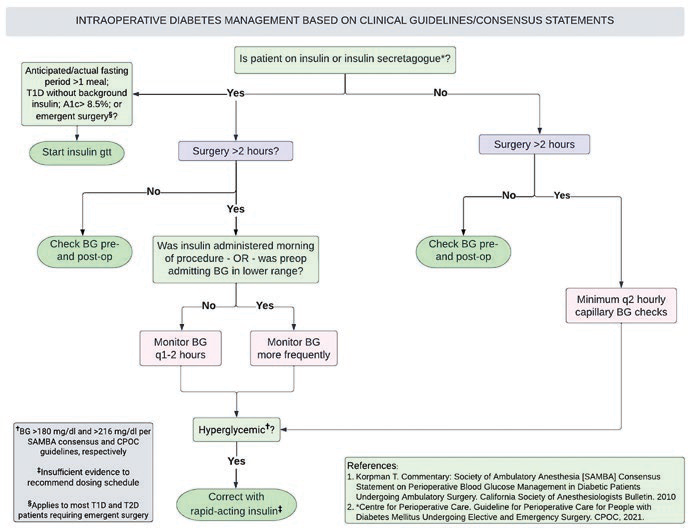 INTRAOPERATIVE DIABETES MANAGEMENT BASED ON CLINICAL GUIDELINES/CONSENSUS STATEMENTS
Is patient on insulin or insulin secretagogue*?
Anticipated/actual fasting
period >1 meal;
T1D without background
insulin; A1c> 8.5%; or
emergent surgery§?
Yes
No
Start insulin gtt
Surgery >2 hours?
Surgery >2 hours
No
Yes
No
Yes
Check BG pre-
and post-op
Was insulin administered morning
of procedure - OR - was preop
admitting BG in lower range?
Check BG pre-
and post-op
Minimum q2 hourly
capillary BG checks
No
Yes
Monitor BG
q1-2 hours
Monitor BG
more frequently
Hyperglycemic†?
Yes
Correct with
rapid-acting insulin‡
†BG >180 mg/dl and >216 mg/dl per
SAMBA consensus and CPOC
guidelines, respectively
‡Insufficient evidence to
recommend dosing schedule
§Applies to most T1D and T2D
patients requiring emergent surgery
References:
1. Korpman T. Commentary: Society of Ambulatory Anesthesia [SAMBA] Consensus
Statement on Perioperative Blood Glucose Management in Diabetic Patients
Undergoing Ambulatory Surgery. California Society of Anesthesiologists Bulletin. 2010
2. *Centre for Perioperative Care. Guideline for Perioperative Care for People with
Diabetes Mellitus Undergoing Elective and Emergency Surgery. CPOC, 2021.